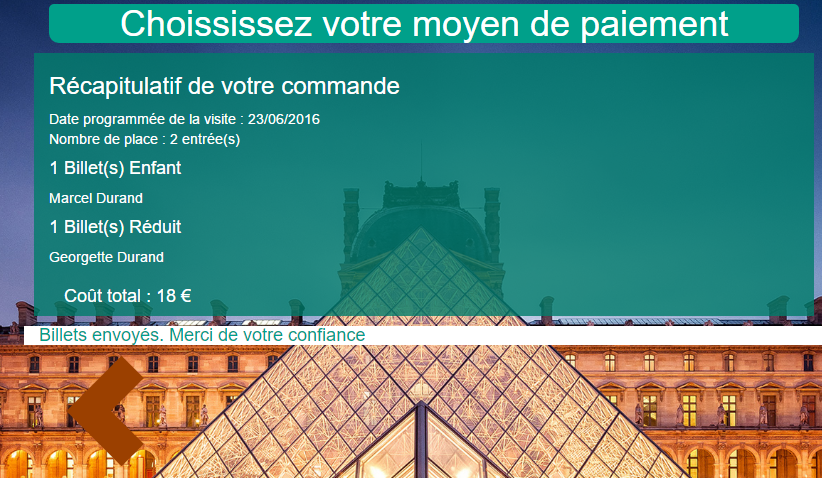 Choississez votre moyen de paiement
Récapitulatif de votre commande
Date programmée de la visite : 23/06/2016
Nombre de place : 2 entrée(s)
1 Billet(s) Enfant
Marcel Durand
1 Billet(s) Réduit
Georgette Durand
Coût total : 18 €
Billets envoyés. Merci de votre confiance